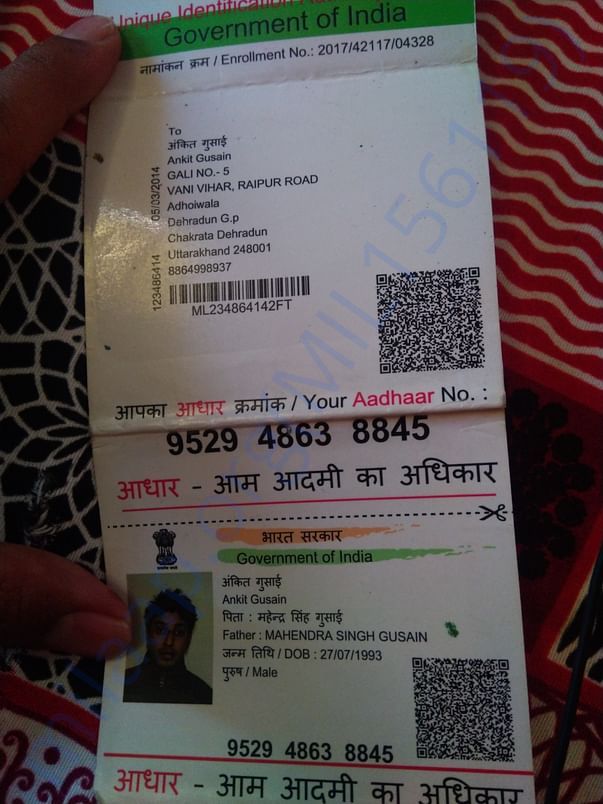 Unique Identification
Government of India
नामांकन क्रम / Enrollment No.: 2017/42117/04328
To
अंकित गुसाई
Ankit Gusain
GALI NO.- 5
VANI VIHAR, RAIPUR ROAD
Adhoiwala
Dehradun G.p
Chakrata Dehradun
Uttarakhand 248001
8864998937
123486414 05/03/2014
ML234864142FT
आपका आधार क्रमांक / Your Aadhaar No. :
9529 4863 8845
आधार - आम आदमी का अधिकार
भारत सरकार
Government of India
अंकित गुसाई
Ankit Gusain
पिता : महेन्द्र सिंह गुसाई
Father : MAHENDRA SINGH GUSAIN
जन्म तिथि / DOB : 27/07/1993
पुरुष / Male
9529 4863 8845
आधार - आम आदमी का अधिकार